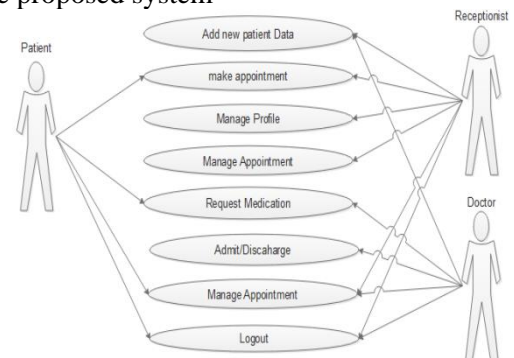 e proposed system
Receptionist
Patient
Add new patient Data
make appointment
Manage Profile
Manage Appointment
Request Medication
Doctor
Admit/Discaharge
Manage Appointment
Logout